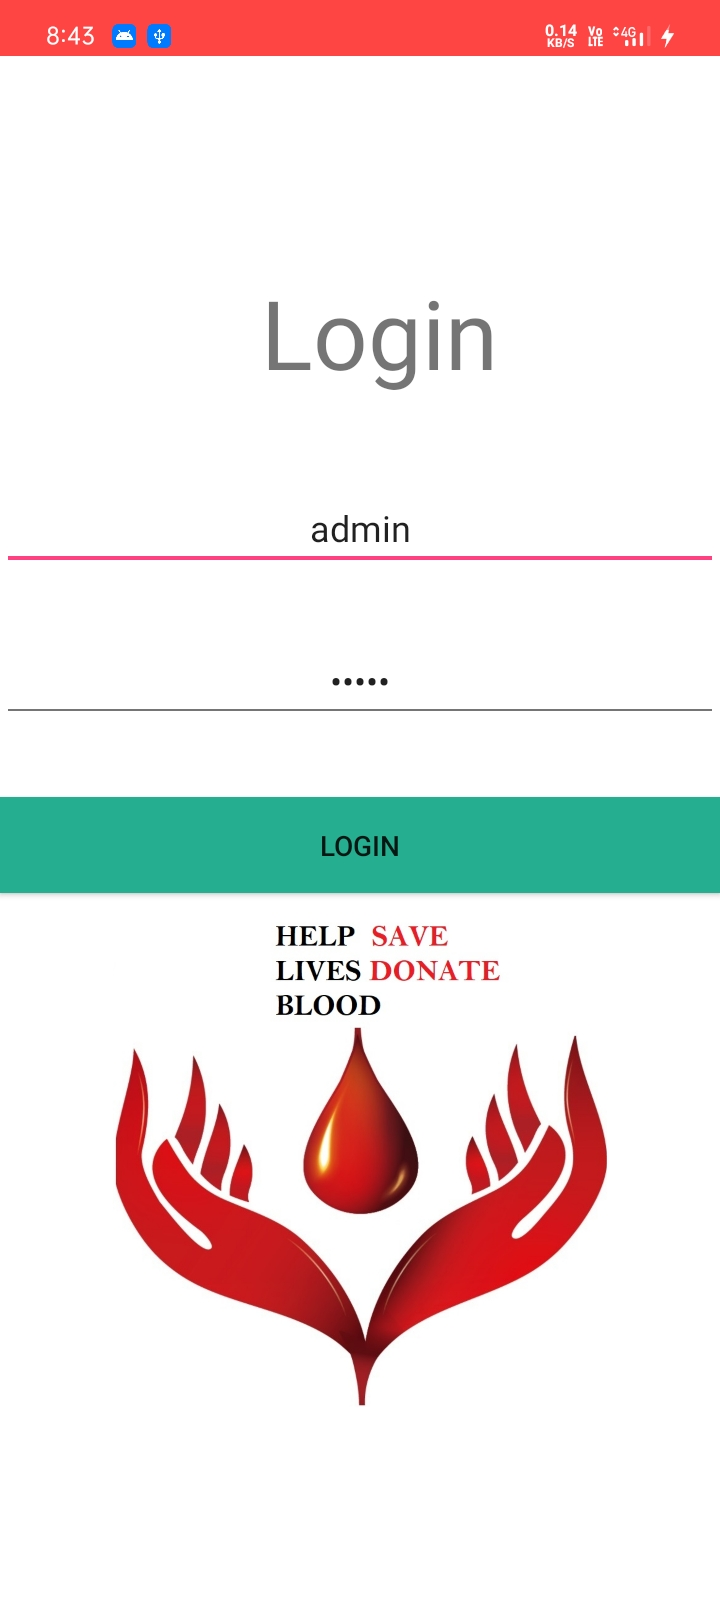 8:43 0.14 KB/S Vo LTE 4G
Login
admin
•••••
LOGIN
HELP SAVE
LIVES DONATE
BLOOD